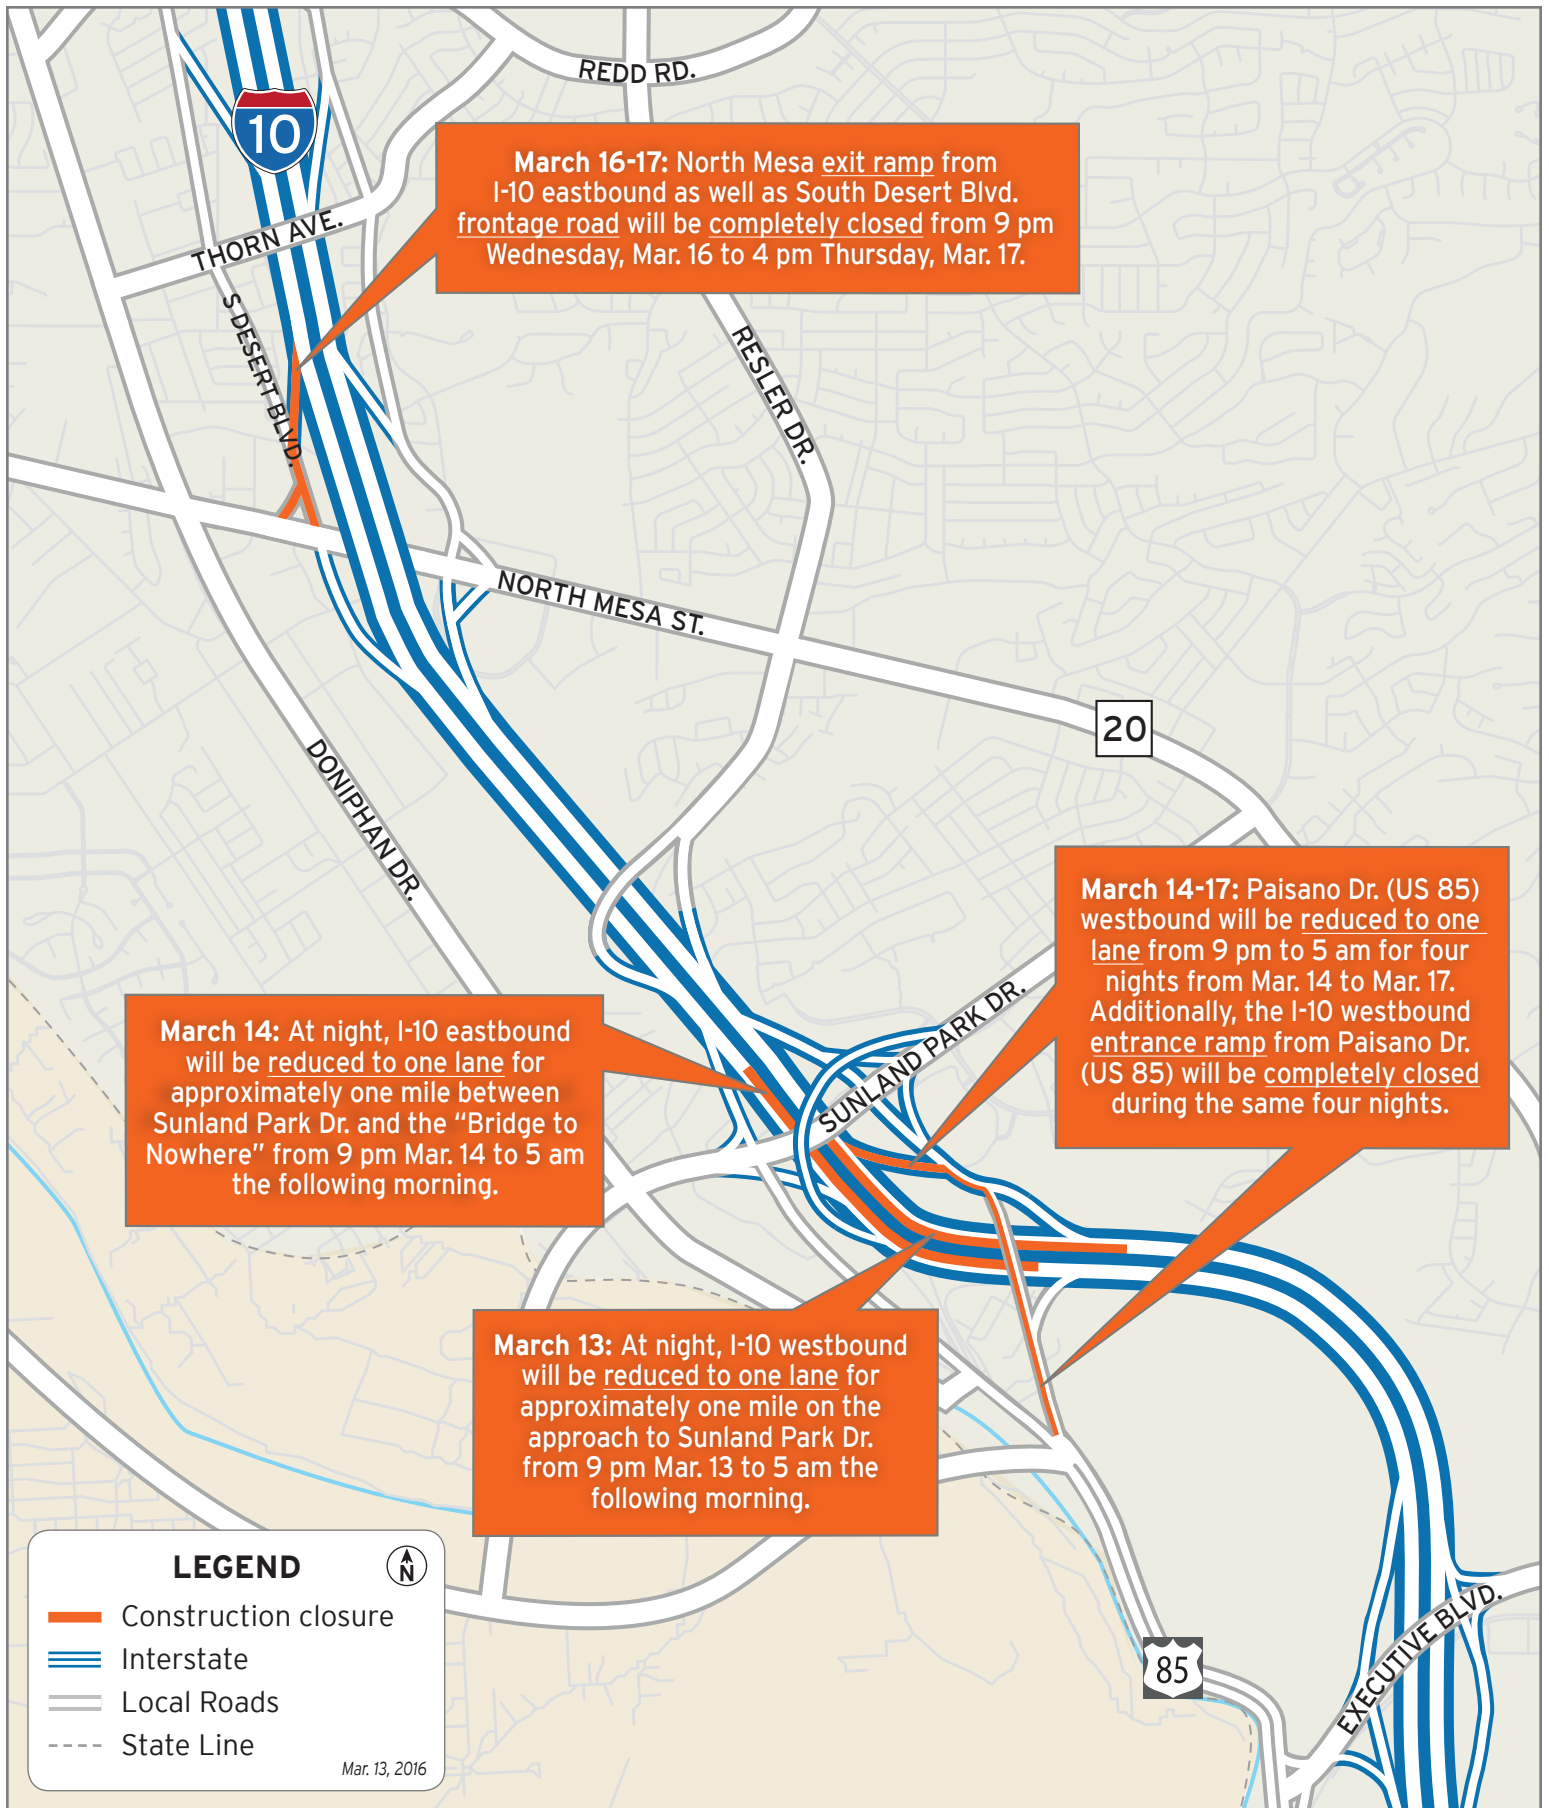 REDD RD.
10
March 16-17: North Mesa exit ramp from
I-10 eastbound as well as South Desert Blvd.
frontage road will be completely closed from 9 pm
Wednesday, Mar. 16 to 4 pm Thursday, Mar. 17.
THORN AVE.
S DESERT BLVD.
RESLER DR.
NORTH MESA ST.
20
DONIPHAN DR.
March 14-17: Paisano Dr. (US 85)
westbound will be reduced to one
lane from 9 pm to 5 am for four
nights from Mar. 14 to Mar. 17.
Additionally, the I-10 westbound
entrance ramp from Paisano Dr.
(US 85) will be completely closed
during the same four nights.
SUNLAND PARK DR.
March 14: At night, I-10 eastbound
will be reduced to one lane for
approximately one mile between
Sunland Park Dr. and the “Bridge to
Nowhere” from 9 pm Mar. 14 to 5 am
the following morning.
March 13: At night, I-10 westbound
will be reduced to one lane for
approximately one mile on the
approach to Sunland Park Dr.
from 9 pm Mar. 13 to 5 am the
following morning.
85
EXECUTIVE BLVD.
LEGEND
N
Construction closure
Interstate
Local Roads
State Line
Mar. 13, 2016